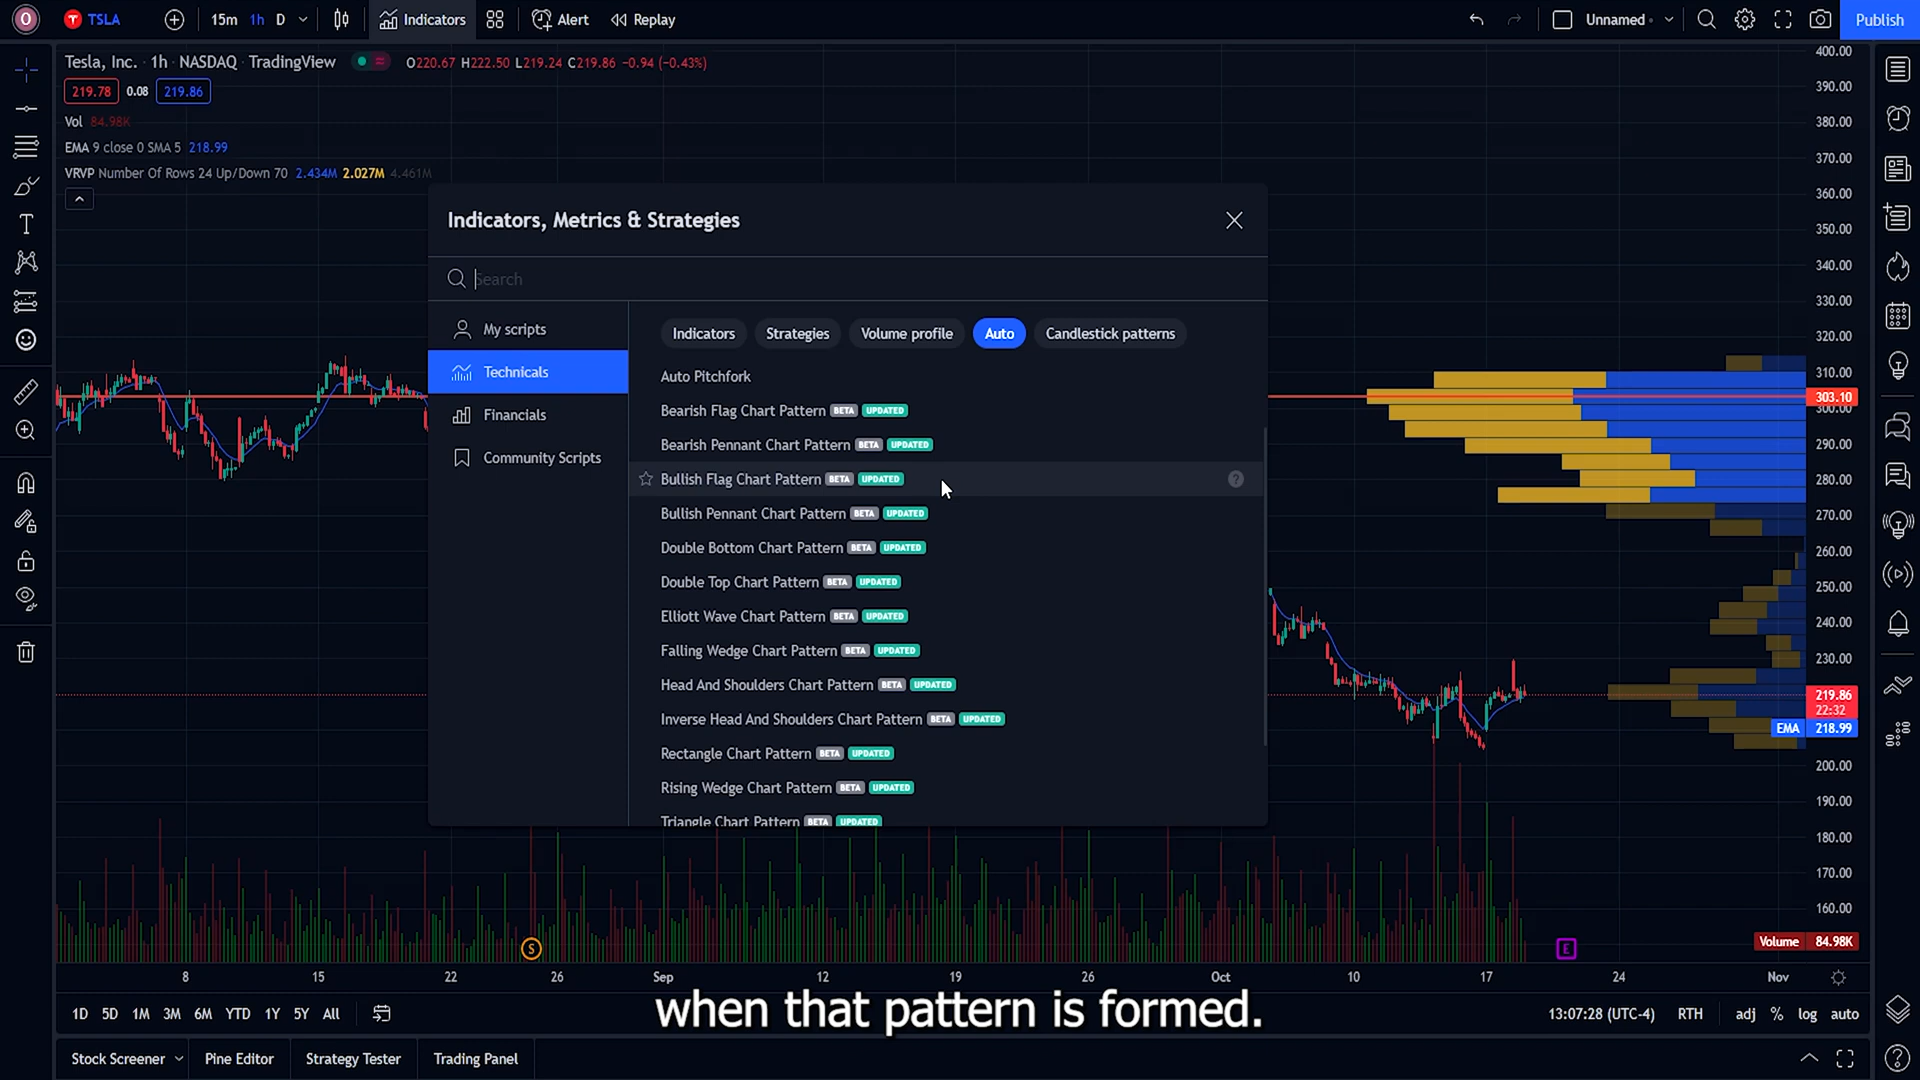 O TSLA 15m 1h D Indicators Alert Replay Unnamed Publish
Tesla, Inc. · 1h · NASDAQ · TradingView O220.67 H222.50 L219.24 C219.86 −0.94 (−0.43%)
219.78 0.08 219.86
Vol 84.98K
EMA 9 close 0 SMA 5 218.99
VRVP Number Of Rows 24 Up/Down 70 2.434M 2.027M 4.461M
Indicators, Metrics & Strategies
Search
My scripts
Technicals
Financials
Community Scripts
Indicators Strategies Volume profile Auto Candlestick patterns
Auto Pitchfork
Bearish Flag Chart Pattern BETA UPDATED
Bearish Pennant Chart Pattern BETA UPDATED
Bullish Flag Chart Pattern BETA UPDATED ?
Bullish Pennant Chart Pattern BETA UPDATED
Double Bottom Chart Pattern BETA UPDATED
Double Top Chart Pattern BETA UPDATED
Elliott Wave Chart Pattern BETA UPDATED
Falling Wedge Chart Pattern BETA UPDATED
Head And Shoulders Chart Pattern BETA UPDATED
Inverse Head And Shoulders Chart Pattern BETA UPDATED
Rectangle Chart Pattern BETA UPDATED
Rising Wedge Chart Pattern BETA UPDATED
Triangle Chart Pattern BETA UPDATED
400.00
390.00
380.00
370.00
360.00
350.00
340.00
330.00
320.00
310.00
303.10
300.00
290.00
280.00
270.00
260.00
250.00
240.00
230.00
219.86
22:32
EMA 218.99
200.00
190.00
180.00
170.00
160.00
Volume 84.98K
S E
8 15 22 26 Sep 12 19 26 Oct 10 17 24 Nov
when that pattern is formed.
1D 5D 1M 3M 6M YTD 1Y 5Y All 13:07:28 (UTC-4) RTH adj % log auto
Stock Screener Pine Editor Strategy Tester Trading Panel